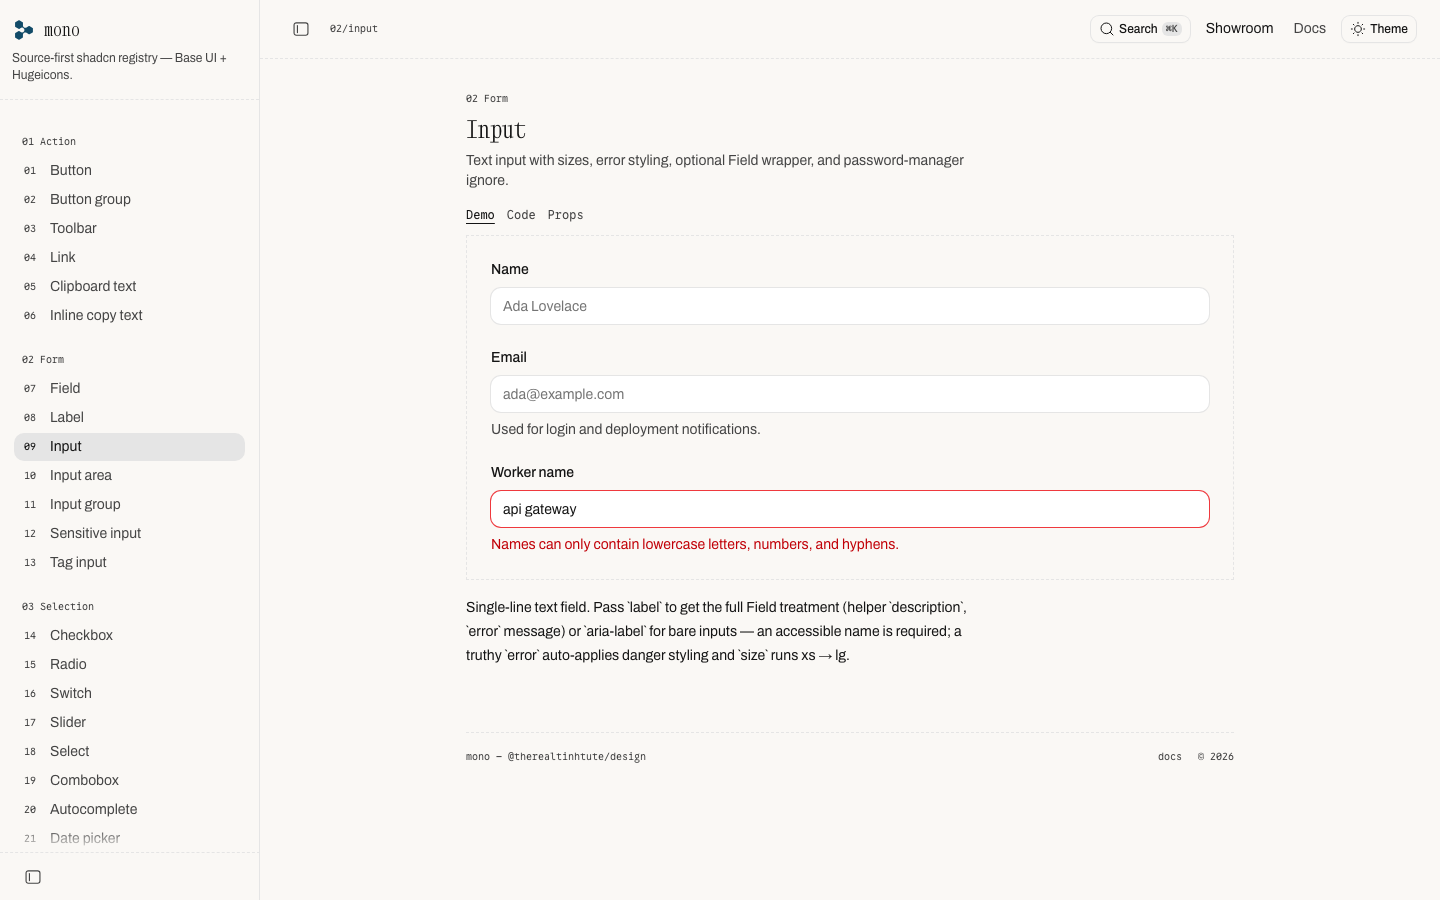 mono
Source-first shadcn registry — Base UI +
Hugeicons.
01 Action
01 Button
02 Button group
03 Toolbar
04 Link
05 Clipboard text
06 Inline copy text
02 Form
07 Field
08 Label
09 Input
10 Input area
11 Input group
12 Sensitive input
13 Tag input
03 Selection
14 Checkbox
15 Radio
16 Switch
17 Slider
18 Select
19 Combobox
20 Autocomplete
21 Date picker
02/input
Search ⌘K
Showroom
Docs
Theme
02 Form
Input
Text input with sizes, error styling, optional Field wrapper, and password-manager
ignore.
Demo Code Props
Name
Ada Lovelace
Email
ada@example.com
Used for login and deployment notifications.
Worker name
api gateway
Names can only contain lowercase letters, numbers, and hyphens.
Single-line text field. Pass `label` to get the full Field treatment (helper `description`,
`error` message) or `aria-label` for bare inputs — an accessible name is required; a
truthy `error` auto-applies danger styling and `size` runs xs → lg.
mono — @therealtinhtute/design
docs © 2026